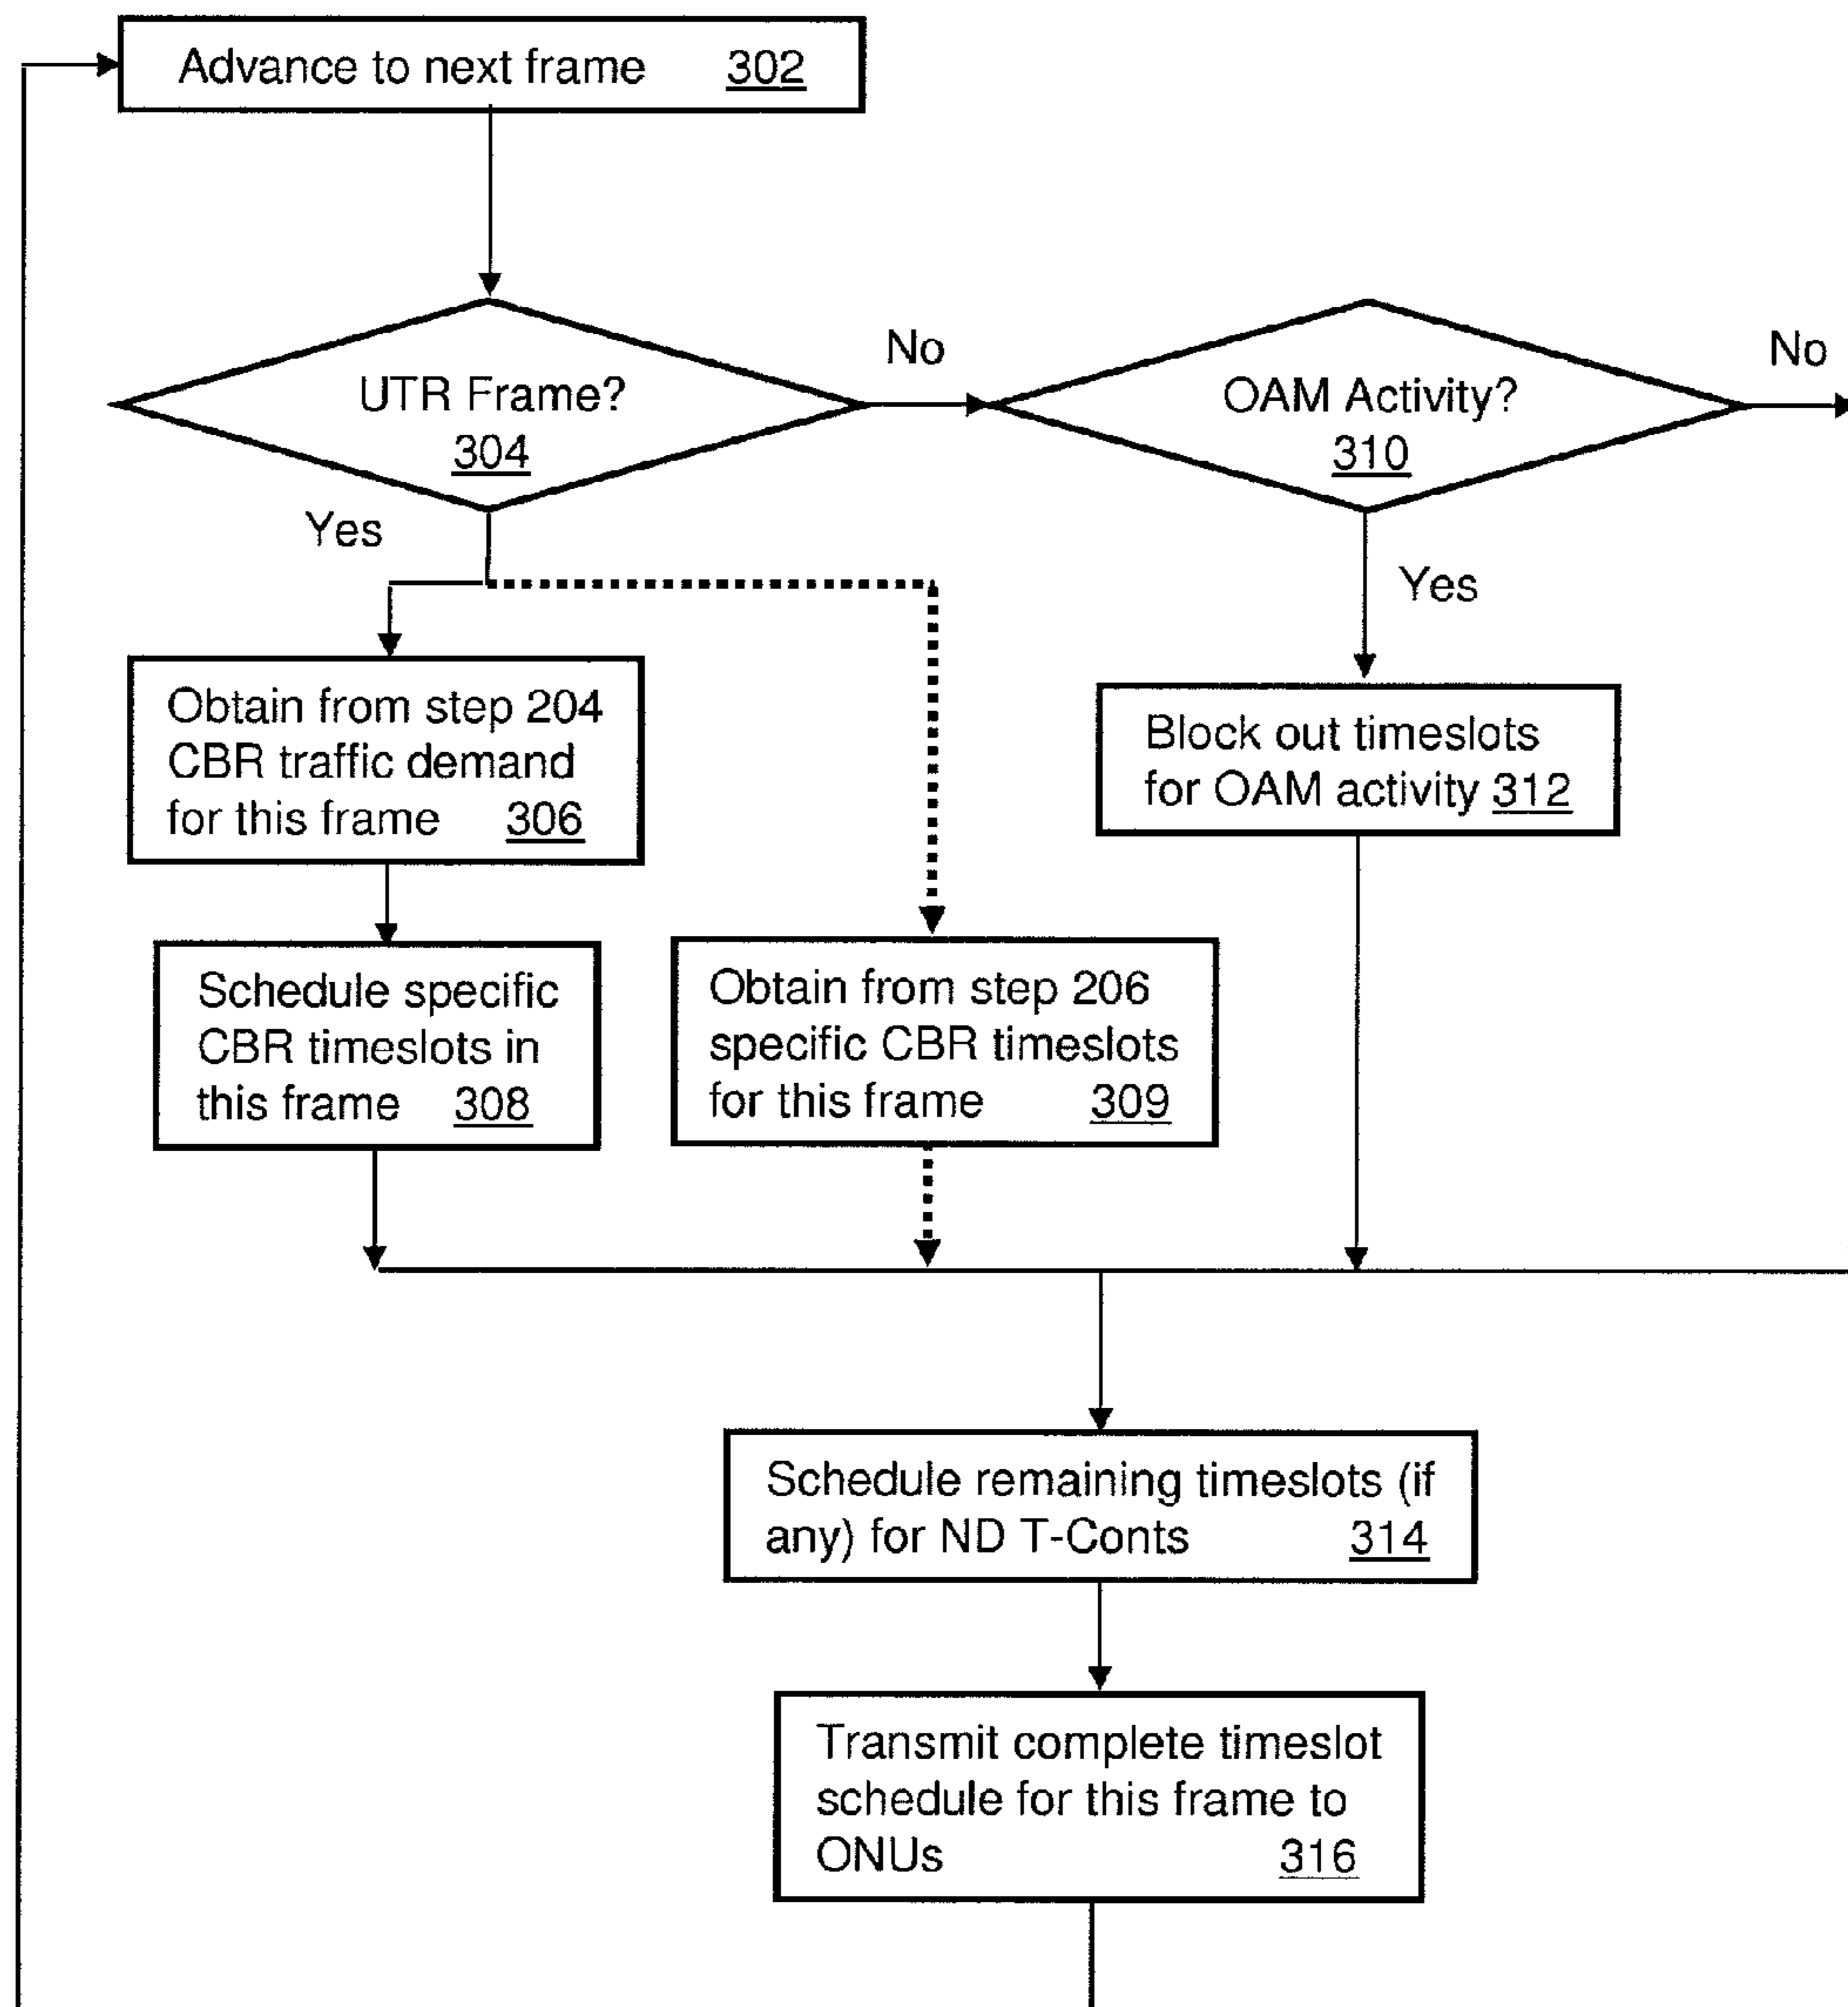 Advance to next frame 302
UTR Frame?
304
No
OAM Activity?
310
No
Yes
Yes
Obtain from step 204
CBR traffic demand
for this frame 306
Block out timeslots
for OAM activity 312
Schedule specific
CBR timeslots in
this frame 308
Obtain from step 206
specific CBR timeslots
for this frame 309
Schedule remaining timeslots (if
any) for ND T-Conts 314
Transmit complete timeslot
schedule for this frame to
ONUs 316